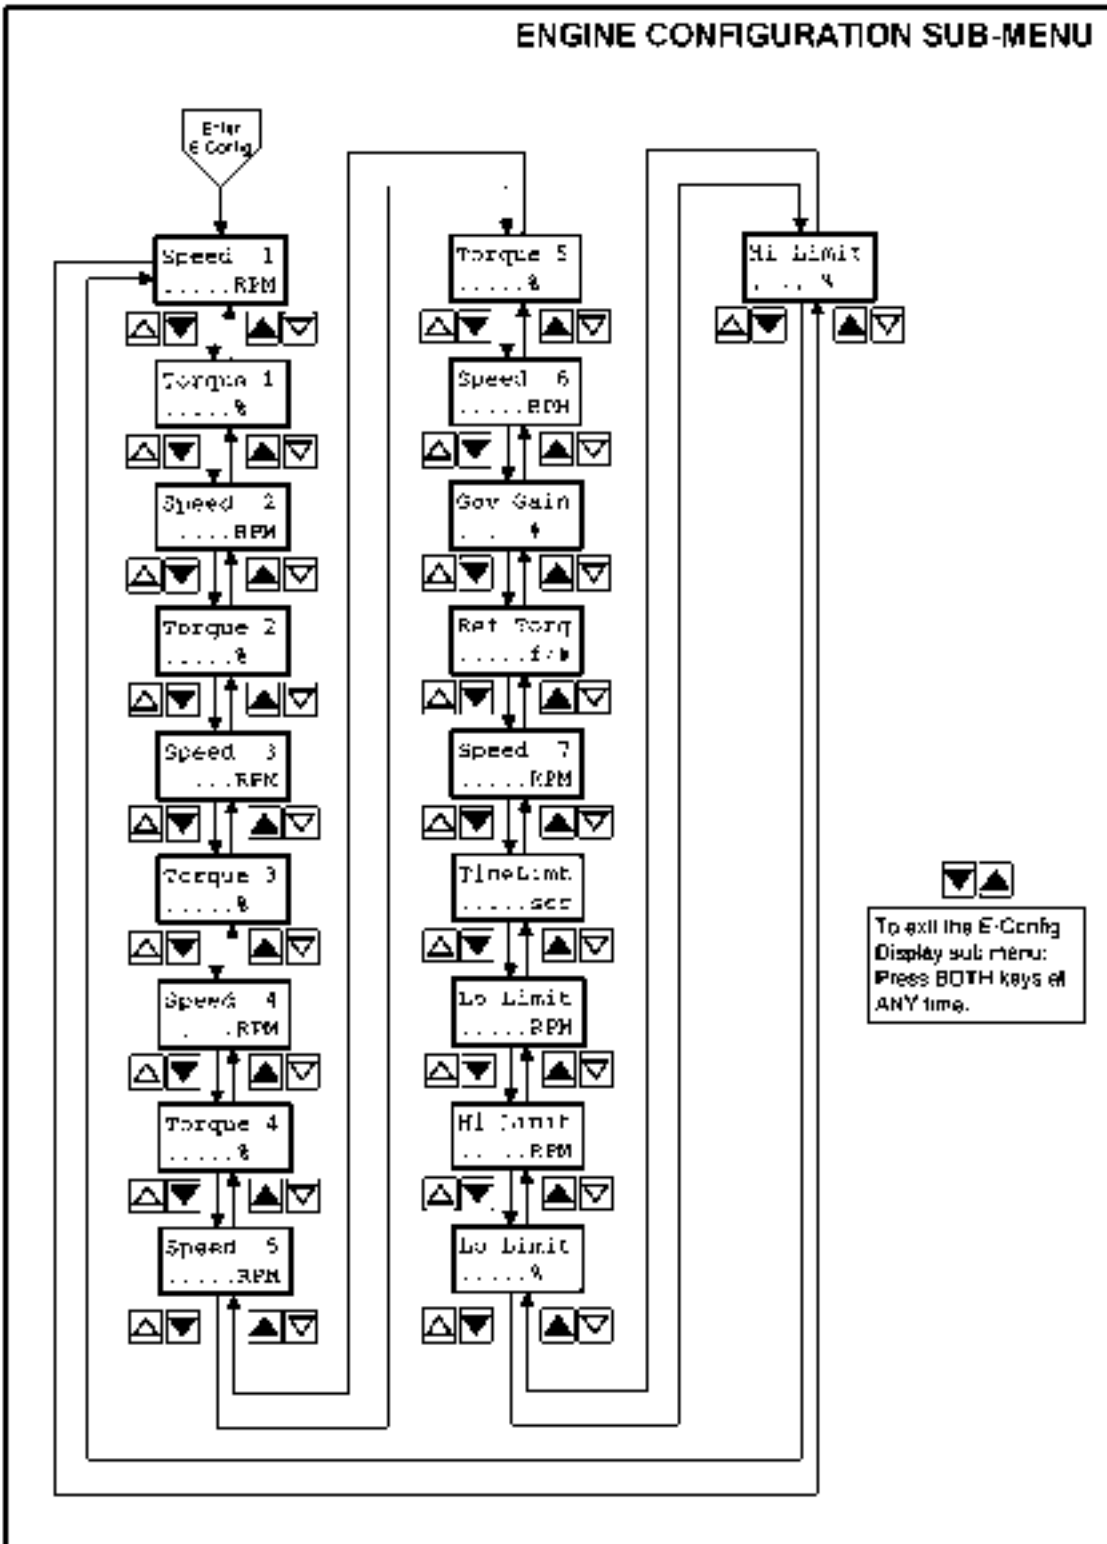 ENGINE CONFIGURATION SUB-MENU
Enter
E Config
Speed 1
.....RPM
Torque 1
.....%
Speed 2
....RPM
Torque 2
.....%
Speed 3
...RPM
Torque 3
.....%
Speed 4
. ...RPM
Torque 4
.....%
Speed 5
.....RPM
Torque 5
.....%
Speed 6
.....RPM
Gov Gain
. . #
Ref Torq
.....f/#
Speed 7
.....RPM
TimeLimt
.....sec
Lo Limit
.....RPM
Hi Limit
.. ..RPM
Lo Limit
.....%
Hi Limit
. .. %
To exit the E-Config
Display sub menu:
Press BOTH keys at
ANY time.